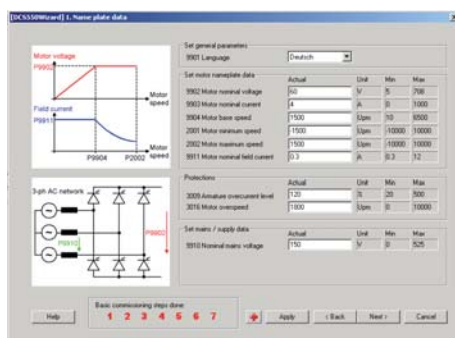 [DCS550Wizard] 1. Name plate data
Motor voltage
P9902
Motor speed
Field current
P9911
P9904
P2002
Motor speed
3-ph AC network
P9910
P9902
Set general parameters
9901 Language
Deutsch
Set motor nameplate data
Actual Unit Min Max
9902 Motor nominal voltage 60 V 5 700
9903 Motor nominal current 4 A 0 1000
9904 Motor base speed 1500 Upm 10 6500
2001 Motor minimum speed -1500 Upm -10000 10000
2002 Motor maximum speed 1500 Upm -10000 10000
9911 Motor nominal field current 0.3 A 0.3 12
Protections
Actual Unit Min Max
3009 Armature overcurrent level 120 % 20 500
3016 Motor overspeed 1800 Upm 0 10000
Set mains / supply data
Actual Unit Min Max
9910 Nominal mains voltage 150 V 0 525
Basic commissioning steps done:
1 2 3 4 5 6 7
Help
Apply
< Back
Next >
Cancel